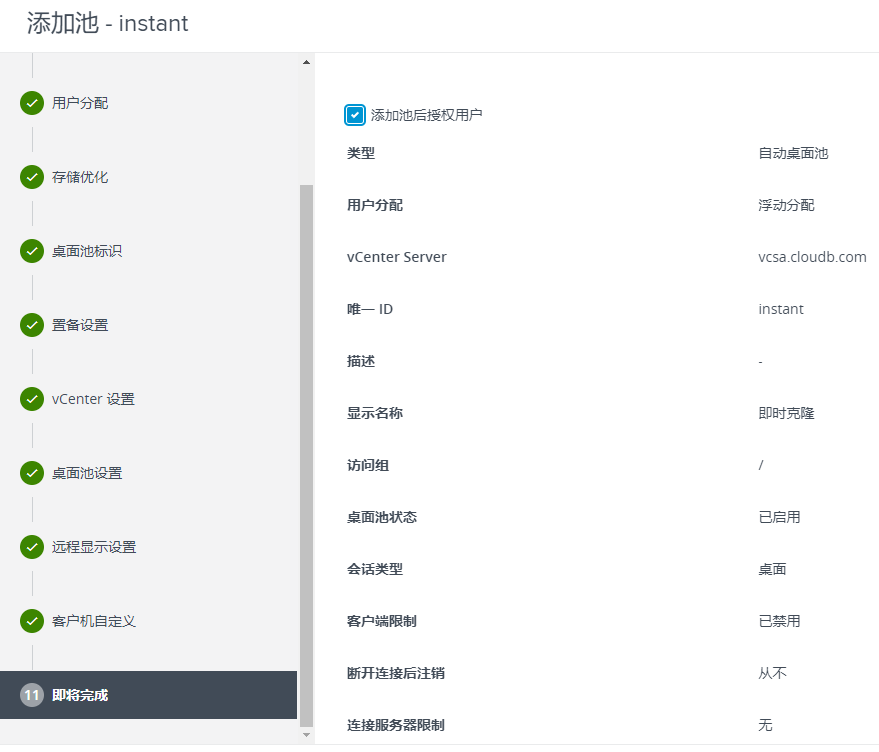 添加池 - instant
用户分配
存储优化
桌面池标识
置备设置
vCenter 设置
桌面池设置
远程显示设置
客户机自定义
11 即将完成
添加池后授权用户
类型 自动桌面池
用户分配 浮动分配
vCenter Server vcsa.cloudb.com
唯一 ID instant
描述 -
显示名称 即时克隆
访问组 /
桌面池状态 已启用
会话类型 桌面
客户端限制 已禁用
断开连接后注销 从不
连接服务器限制 无